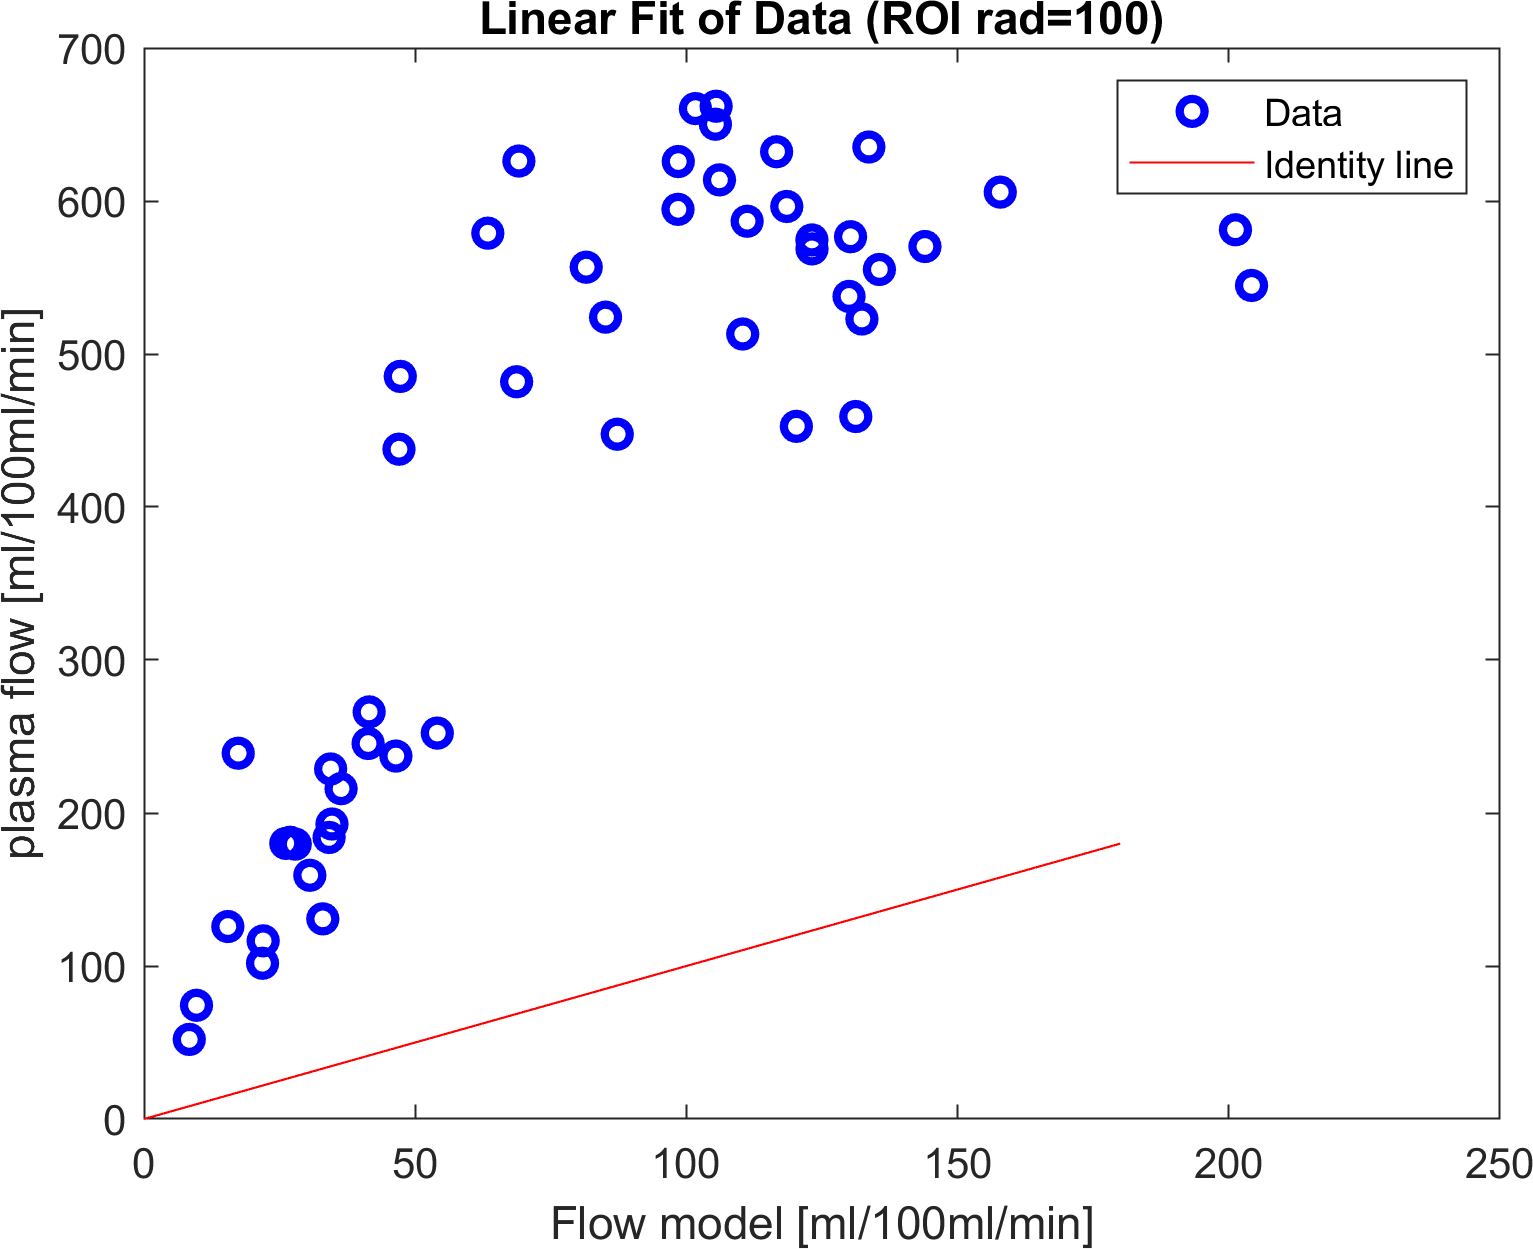 Linear Fit of Data (ROI rad=100)
700
600
500
400
300
200
100
0
plasma flow [ml/100ml/min]
Data
Identity line
0 50 100 150 200 250
Flow model [ml/100ml/min]